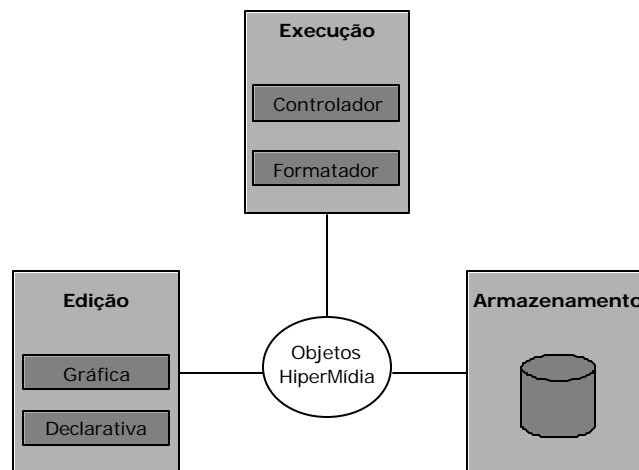 Execução
Controlador
Formatador
Edição
Gráfica
Declarativa
Objetos
HiperMídia
Armazenamento